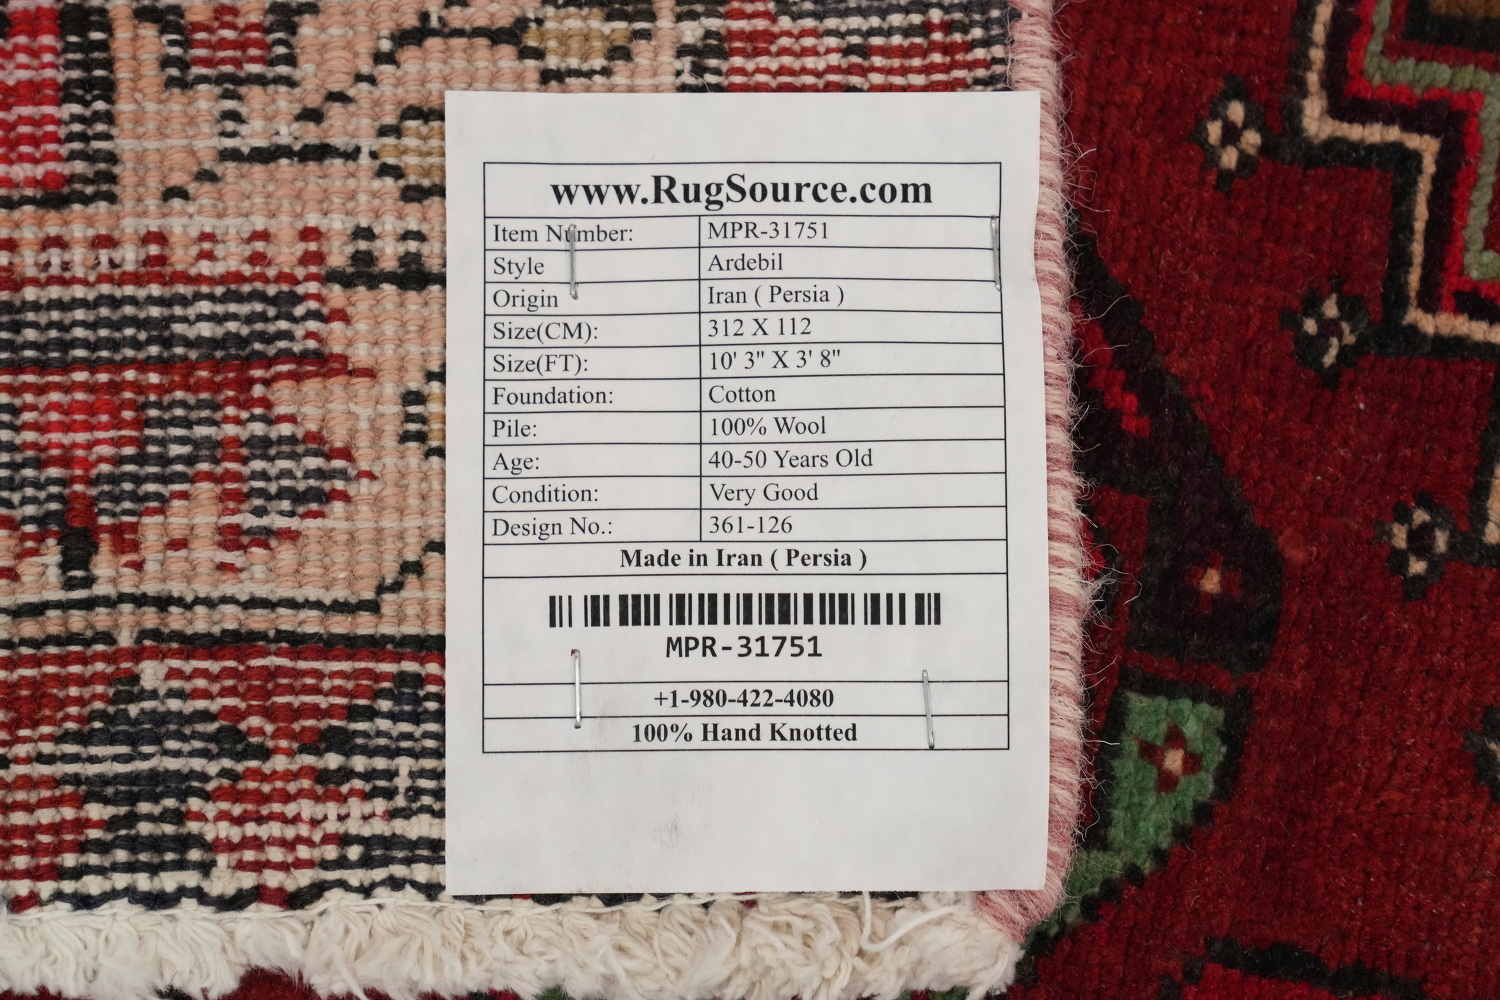 www.RugSource.com
Item Number: MPR-31751
Style Ardebil
Origin Iran ( Persia )
Size(CM): 312 X 112
Size(FT): 10' 3" X 3' 8"
Foundation: Cotton
Pile: 100% Wool
Age: 40-50 Years Old
Condition: Very Good
Design No.: 361-126
Made in Iran ( Persia )
MPR-31751
+1-980-422-4080
100% Hand Knotted